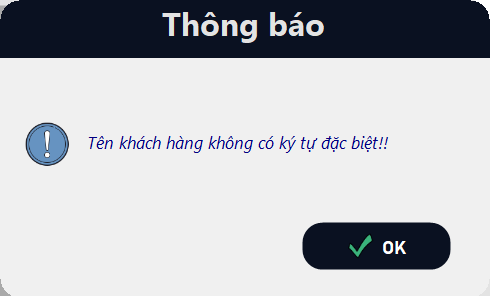 Thông báo
Tên khách hàng không có ký tự đặc biệt!!
OK